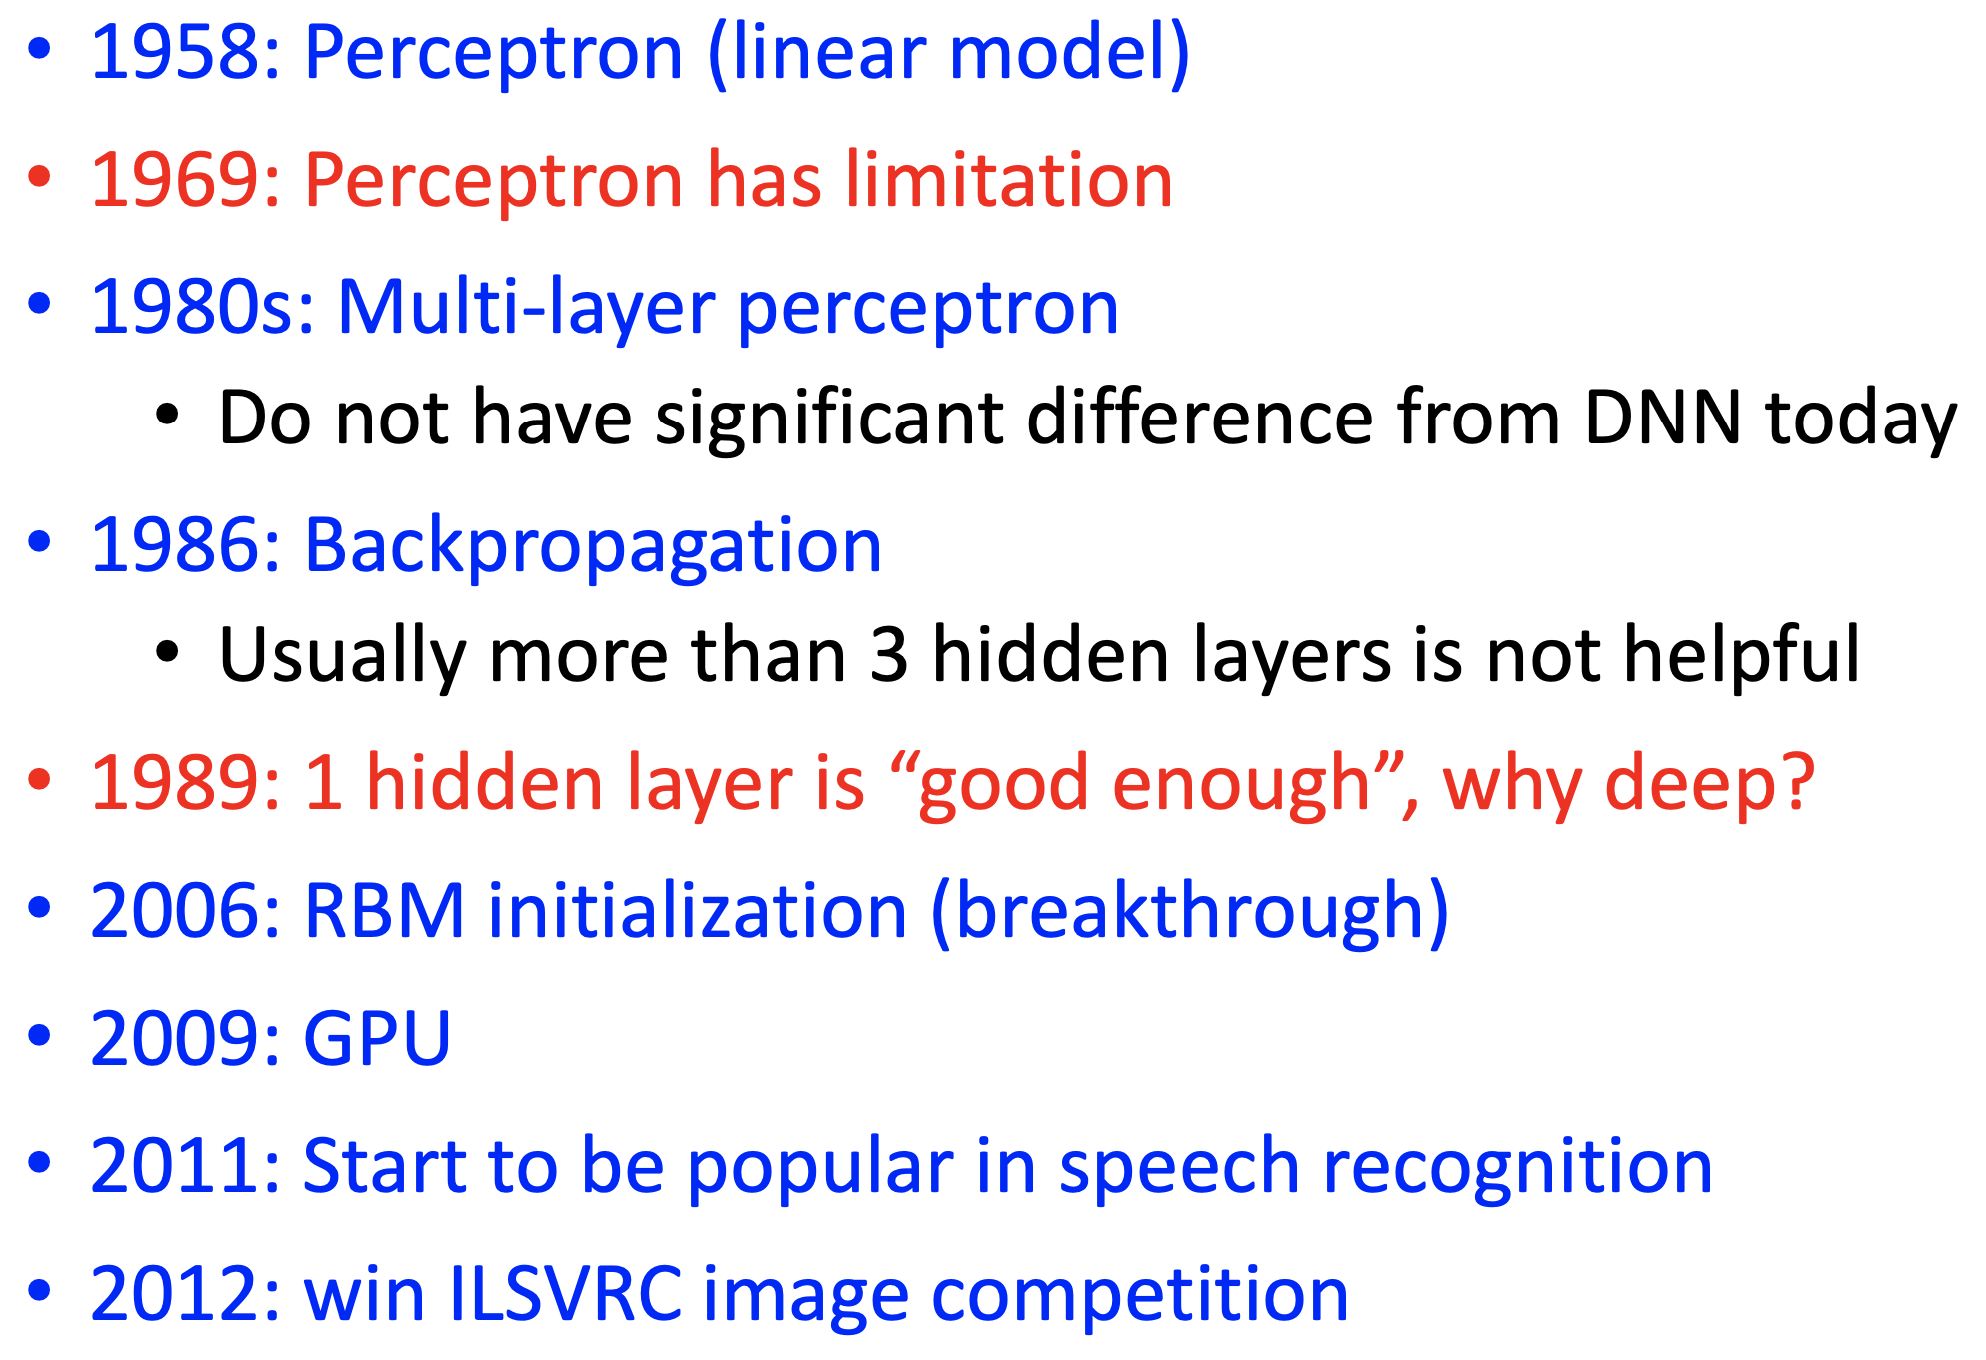 • 1958: Perceptron (linear model)
• 1969: Perceptron has limitation
• 1980s: Multi-layer perceptron
• Do not have significant difference from DNN today
• 1986: Backpropagation
• Usually more than 3 hidden layers is not helpful
• 1989: 1 hidden layer is “good enough”, why deep?
• 2006: RBM initialization (breakthrough)
• 2009: GPU
• 2011: Start to be popular in speech recognition
• 2012: win ILSVRC image competition